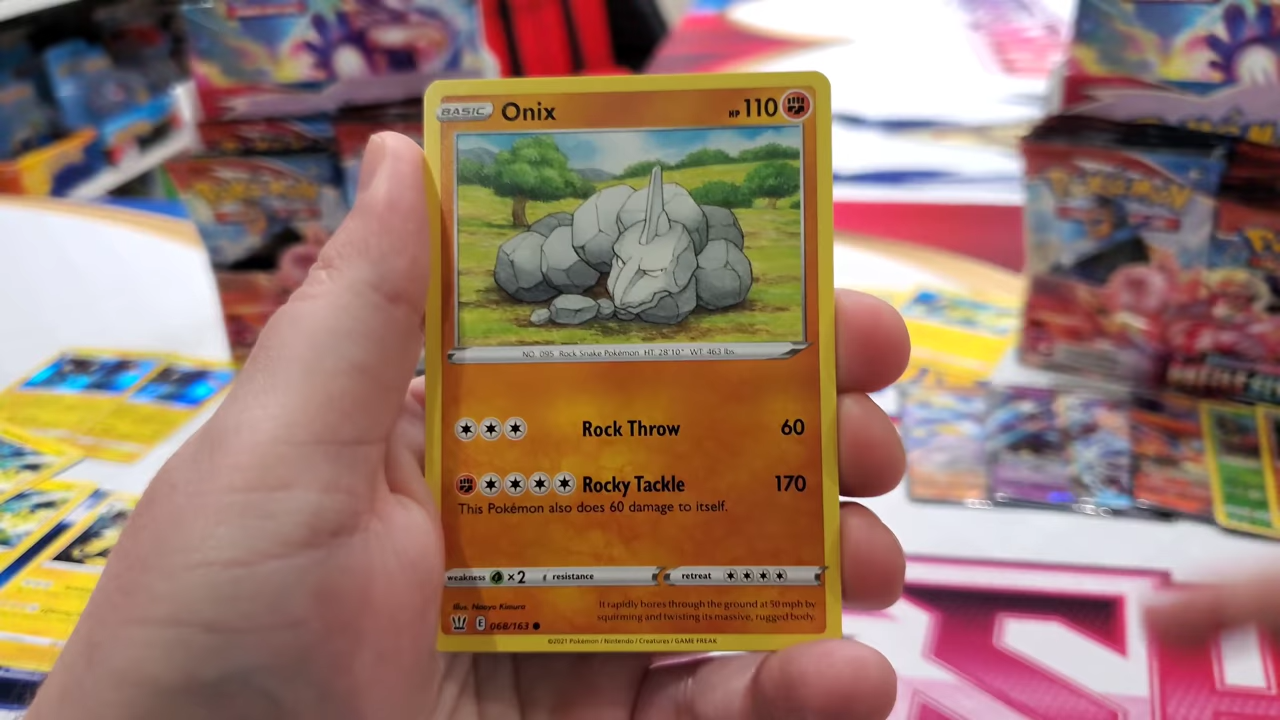 BASIC Onix HP 110
NO. 095 Rock Snake Pokémon HT: 28'10" WT: 463 lbs.
Rock Throw 60
Rocky Tackle 170
This Pokémon also does 60 damage to itself.
weakness ×2 resistance retreat
Illus. Naoyo Kimura
It rapidly bores through the ground at 50 mph by
squirming and twisting its massive, rugged body.
E 068/163
©2021 Pokémon / Nintendo / Creatures / GAME FREAK
POKÉMON